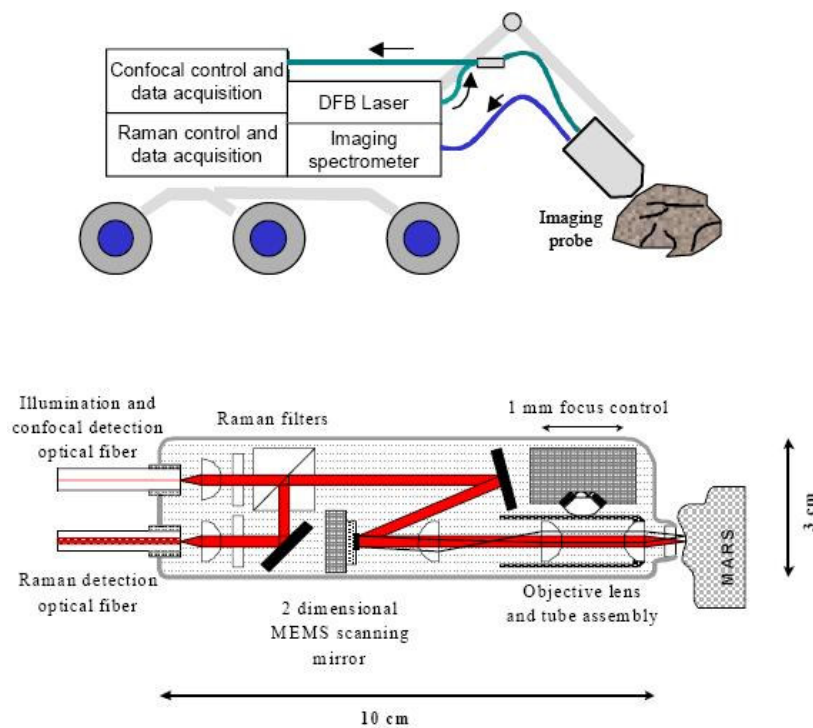 Confocal control and
data acquisition
DFB Laser
Raman control and
data acquisition
Imaging
spectrometer
Imaging
probe
Illumination and
confocal detection
optical fiber
Raman filters
1 mm focus control
3 cm
MARS
Raman detection
optical fiber
2 dimensional
MEMS scanning
mirror
Objective lens
and tube assembly
10 cm